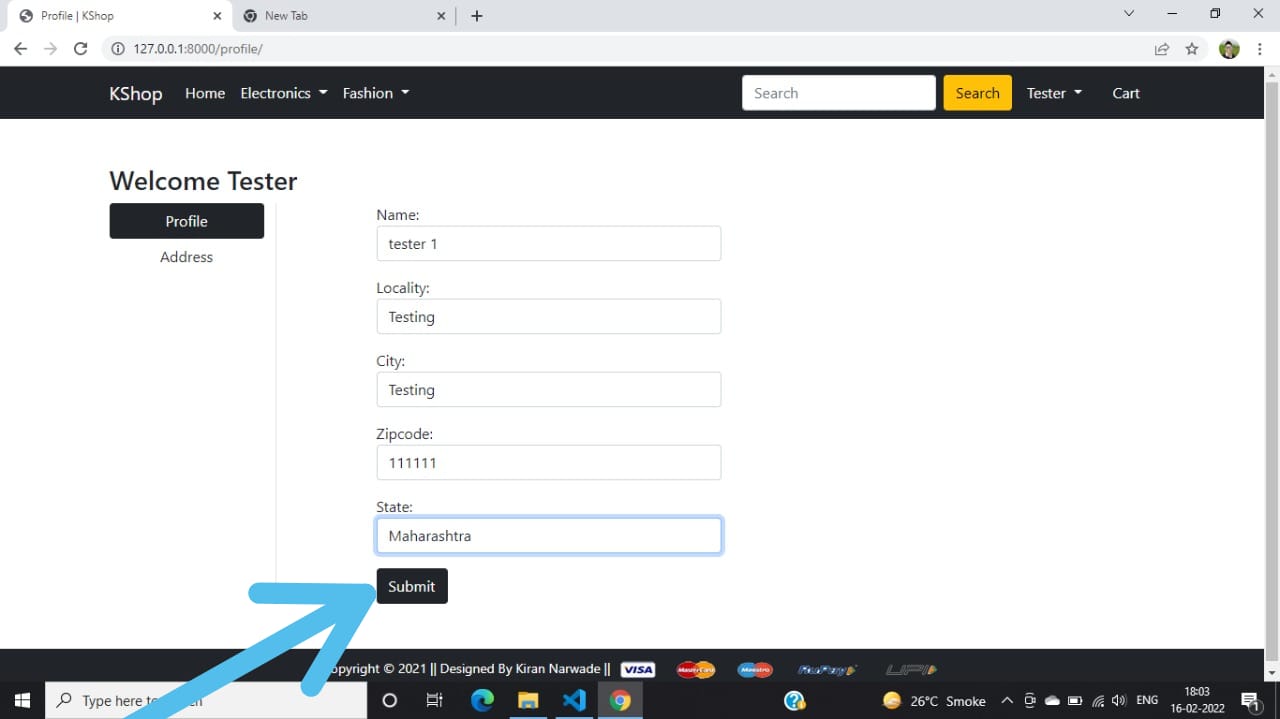 Profile | KShop
New Tab
127.0.0.1:8000/profile/
KShop Home Electronics Fashion Search Search Tester Cart
Welcome Tester
Profile
Address
Name:
tester 1
Locality:
Testing
City:
Testing
Zipcode:
111111
State:
Maharashtra
Submit
opyright © 2021 || Designed By Kiran Narwade || VISA MasterCard Maestro RuPay UPI
Type here to
26°C Smoke ENG 18:03
16-02-2022
1